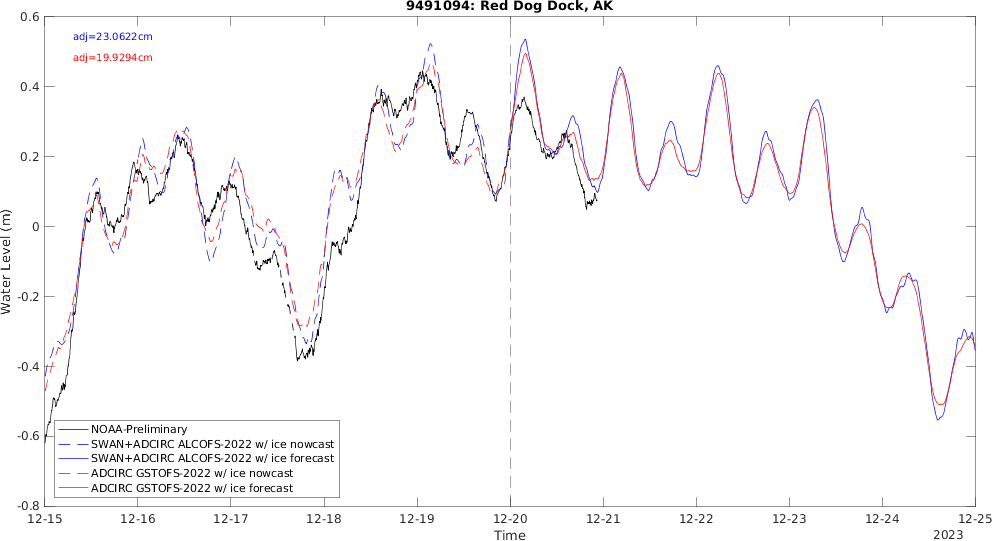 9491094: Red Dog Dock, AK
adj=23.0622cm
adj=19.9294cm
Water Level (m)
0.6
0.4
0.2
0
-0.2
-0.4
-0.6
-0.8
NOAA-Preliminary
SWAN+ADCIRC ALCOFS-2022 w/ ice nowcast
SWAN+ADCIRC ALCOFS-2022 w/ ice forecast
ADCIRC GSTOFS-2022 w/ ice nowcast
ADCIRC GSTOFS-2022 w/ ice forecast
12-15 12-16 12-17 12-18 12-19 12-20 12-21 12-22 12-23 12-24 12-25
Time
2023